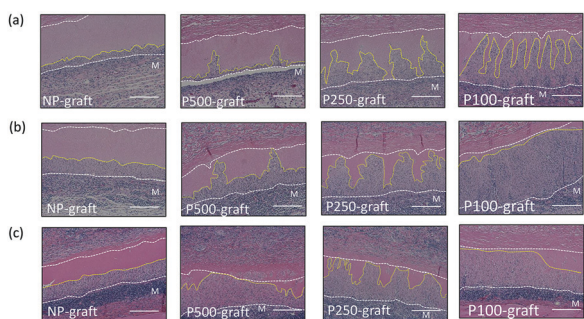 (a)
M
NP-graft
M
P500-graft
M
P250-graft
M
P100-graft
(b)
M
NP-graft
M
P500-graft
M
P250-graft
M
P100-graft
(c)
M
NP-graft
M
P500-graft
M
P250-graft
M
P100-graft